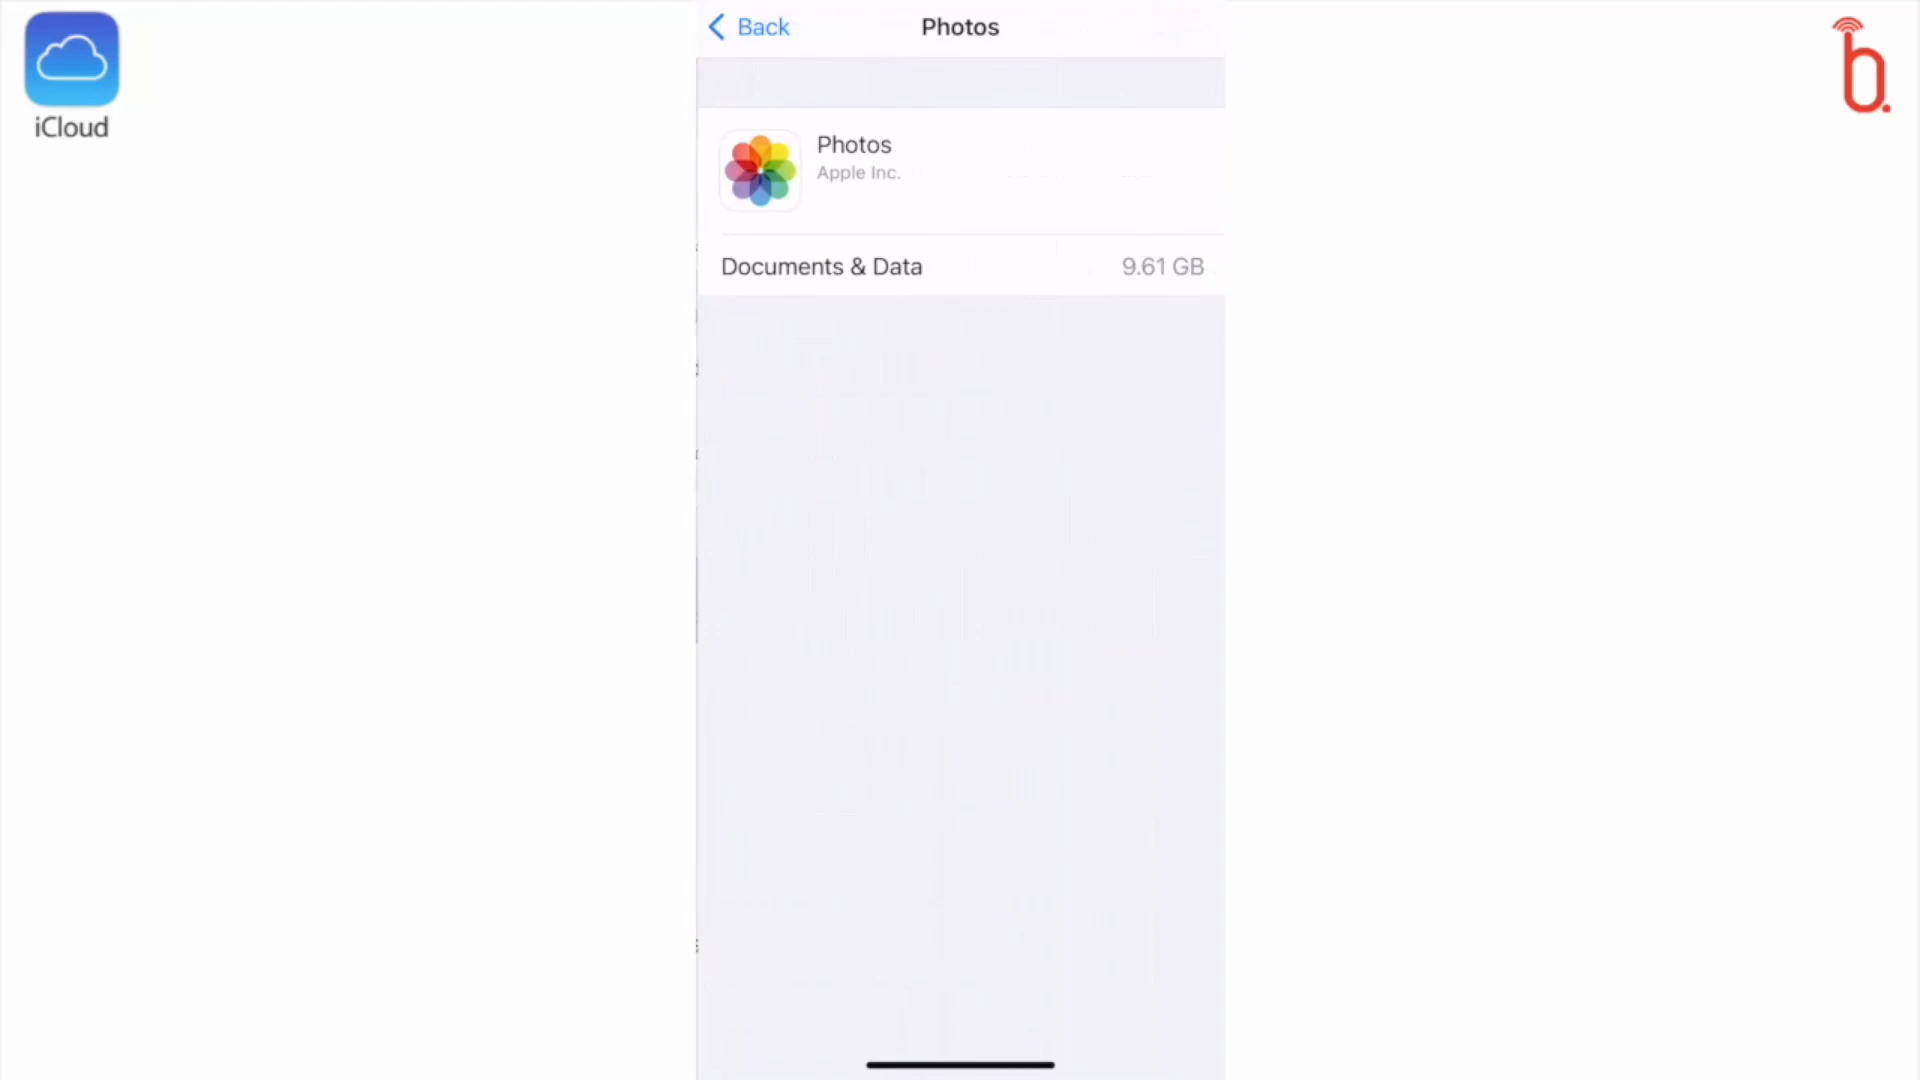 Back
Photos
iCloud
b.
Photos
Apple Inc.
Documents & Data
9.61 GB